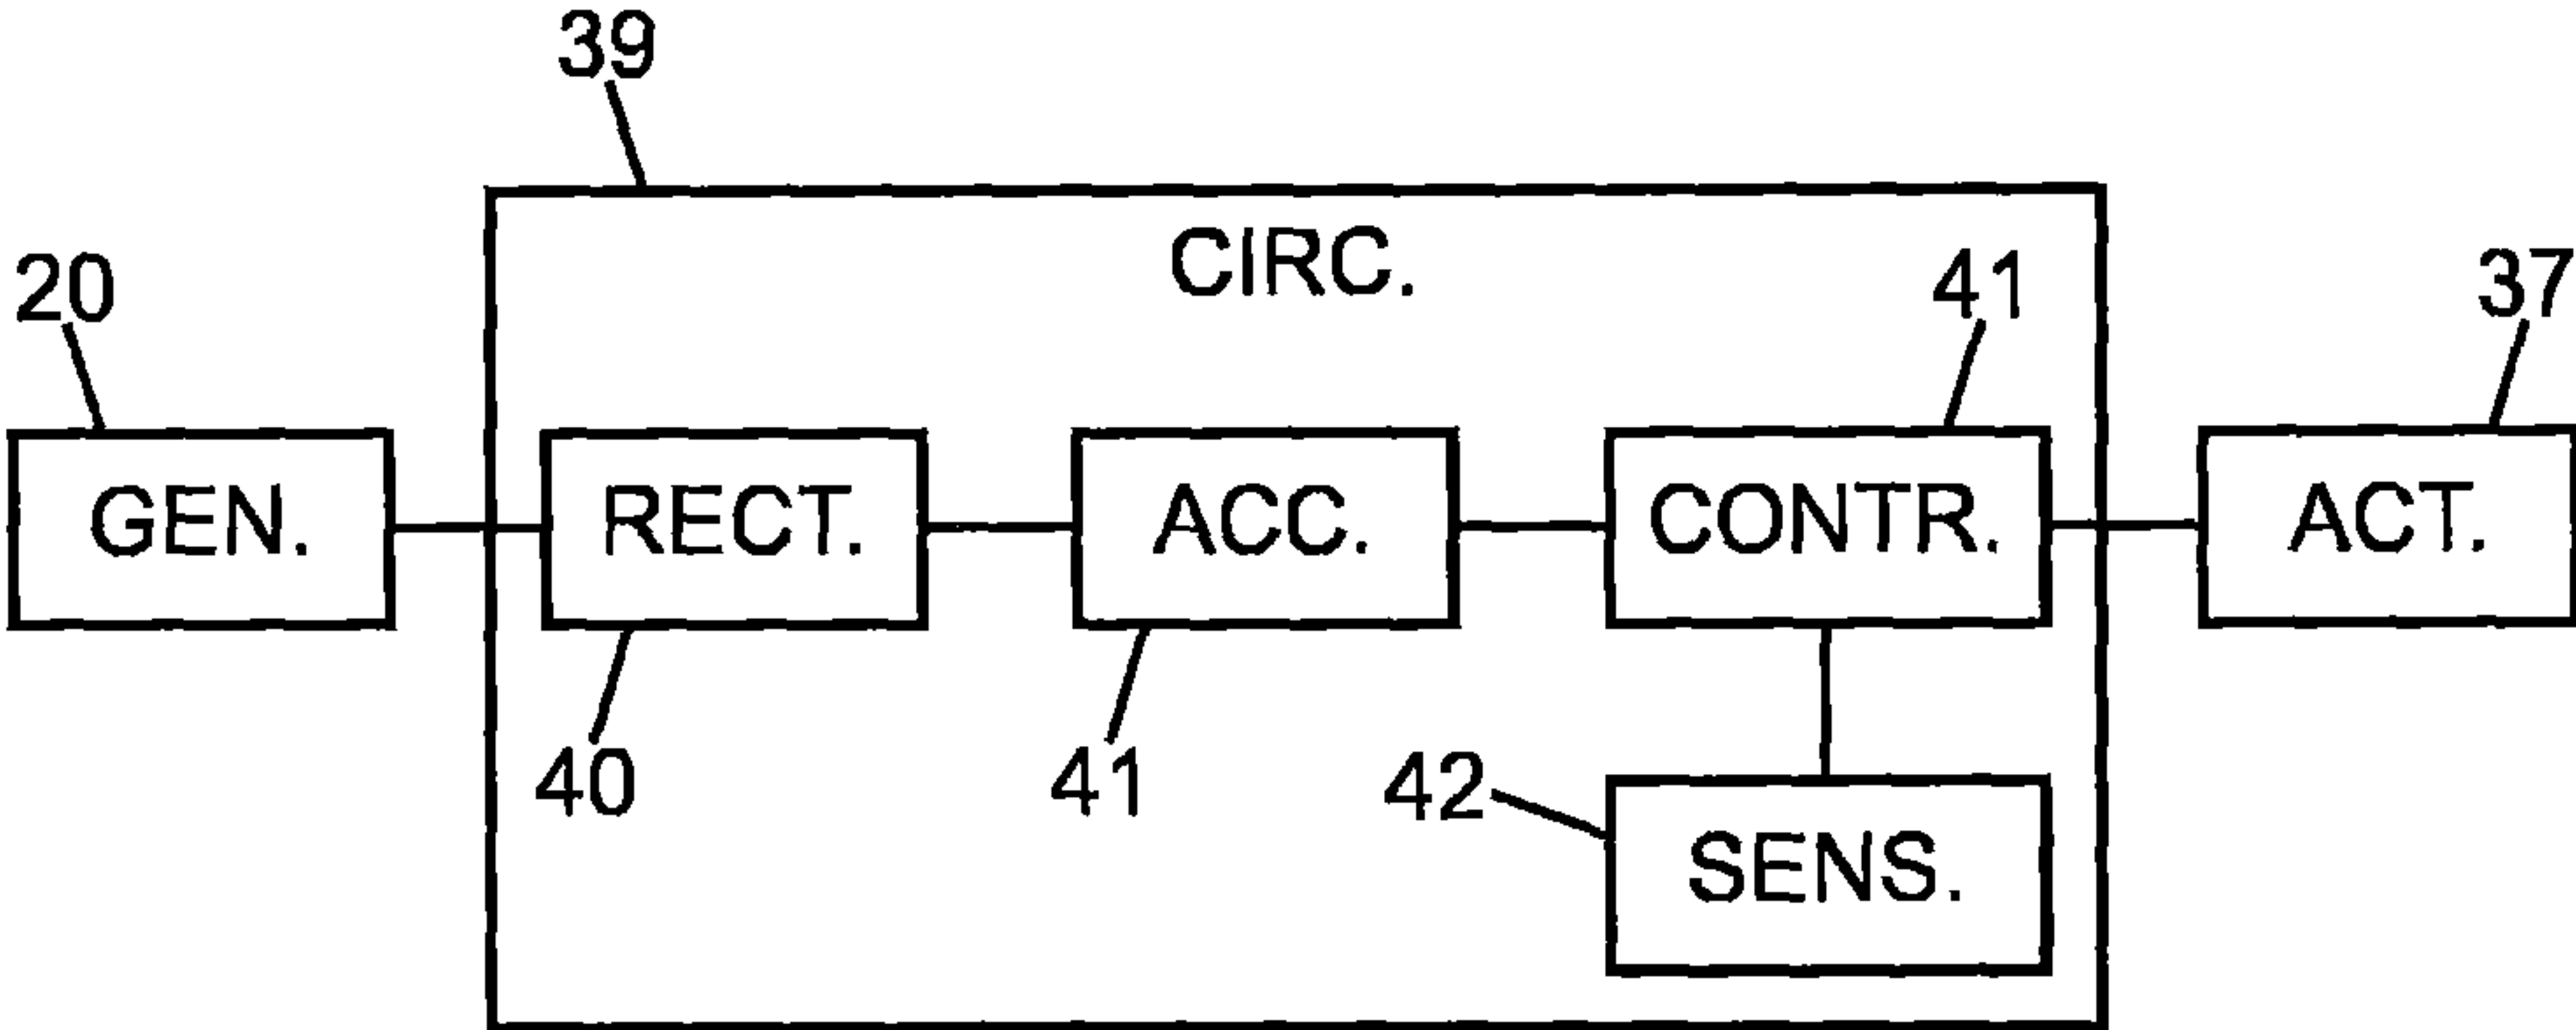 39
CIRC.
20
41
37
GEN.
RECT.
ACC.
CONTR.
ACT.
40
41
42
SENS.